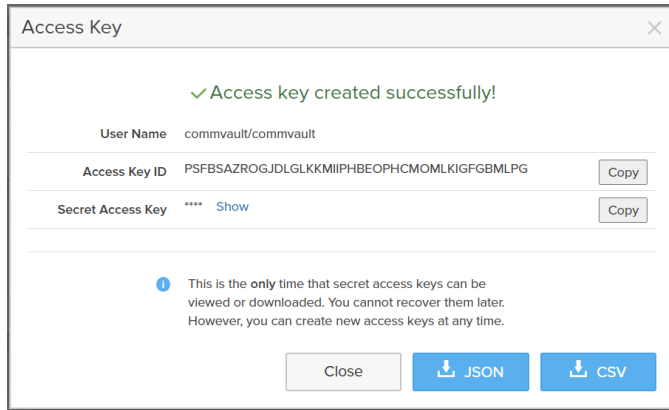 Access Key
Access key created successfully!
User Name commvault/commvault
Access Key ID PSFBSAZROGJDLGLKKMIIPHBEOPHCMOMLKIGFGBMLPG Copy
Secret Access Key **** Show Copy
This is the only time that secret access keys can be
viewed or downloaded. You cannot recover them later.
However, you can create new access keys at any time.
Close JSON CSV